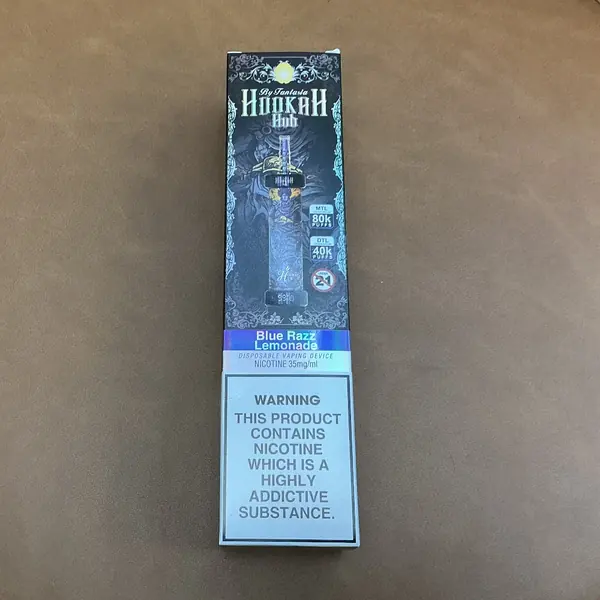 By Fantasia
HOOKAH
Hub
MTL
80k
PUFFS
DTL
40k
PUFFS
21
Blue Razz
Lemonade
DISPOSABLE VAPING DEVICE
NICOTINE 35mg/ml
WARNING
THIS PRODUCT
CONTAINS
NICOTINE
WHICH IS A
HIGHLY
ADDICTIVE
SUBSTANCE.